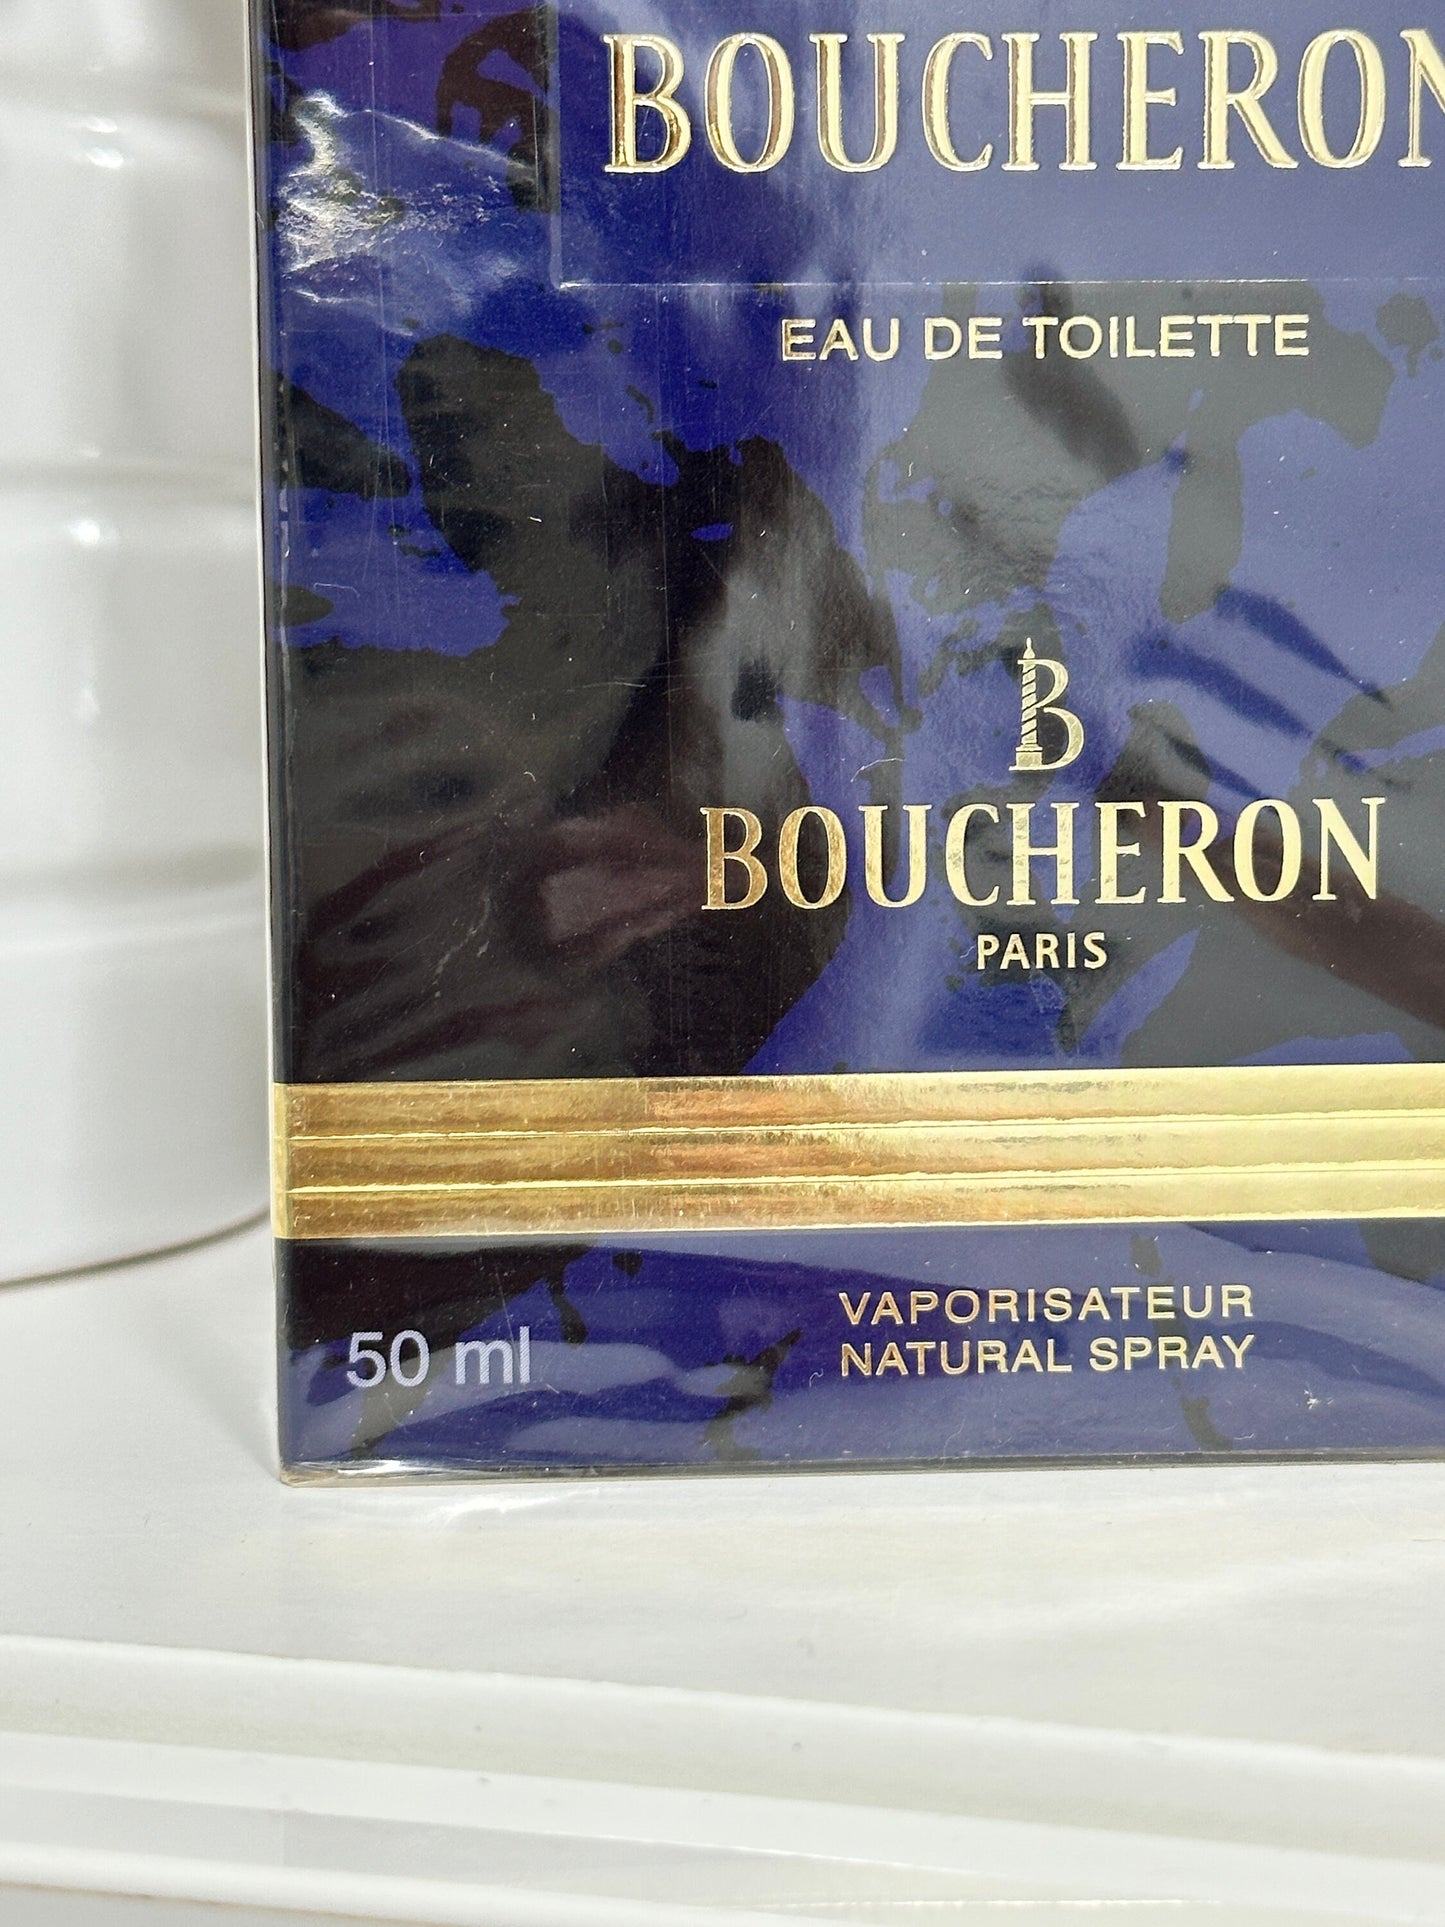 BOUCHERON
EAU DE TOILETTE
B
BOUCHERON
PARIS
VAPORISATEUR
NATURAL SPRAY
50 ml